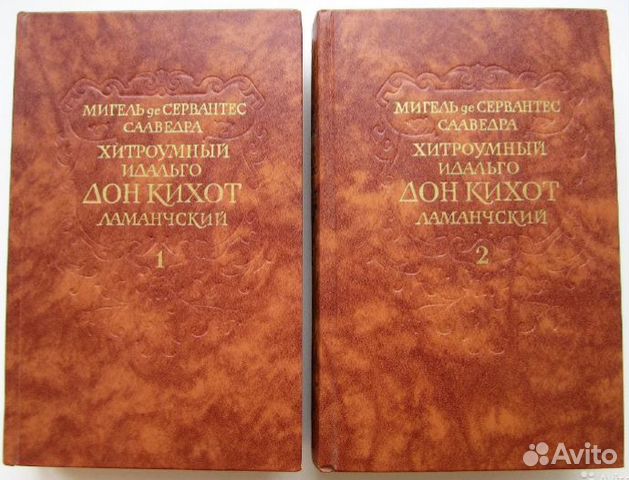 МИГЕЛЬ де СЕРВАНТЕС
СААВЕДРА
ХИТРОУМНЫЙ
ИДАЛЬГО
ДОН КИХОТ
ЛАМАНЧСКИЙ
1
МИГЕЛЬ де СЕРВАНТЕС
СААВЕДРА
ХИТРОУМНЫЙ
ИДАЛЬГО
ДОН КИХОТ
ЛАМАНЧСКИЙ
2
Avito
Avito